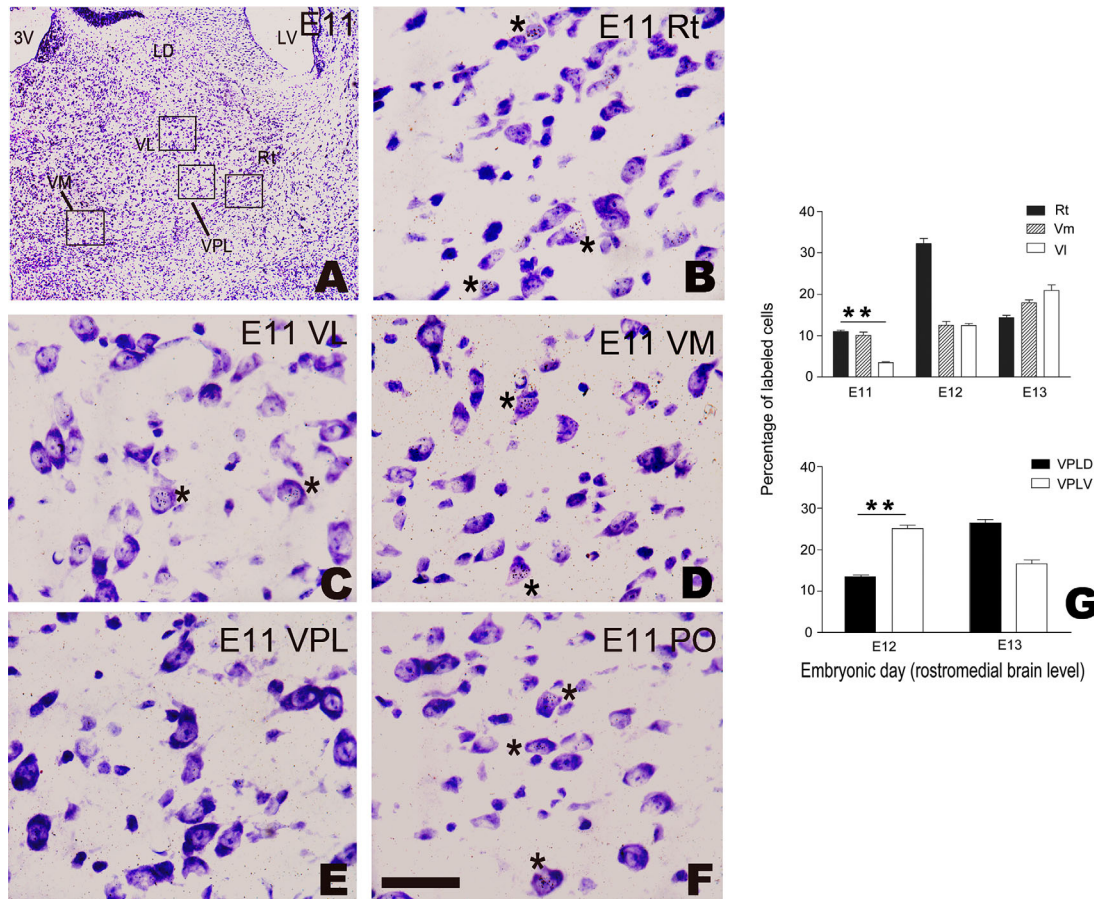 E11
3V
LV
LD
VL
Rt
VM
VPL
A
E11 Rt
*
*
*
B
E11 VL
*
*
C
E11 VM
*
*
D
E11 VPL
E
E11 PO
*
*
*
F
Percentage of labeled cells
40
30
20
10
0
**
Rt
Vm
Vl
E11 E12 E13
40
30
20
10
0
**
VPLD
VPLV
E12 E13
G
Embryonic day (rostromedial brain level)